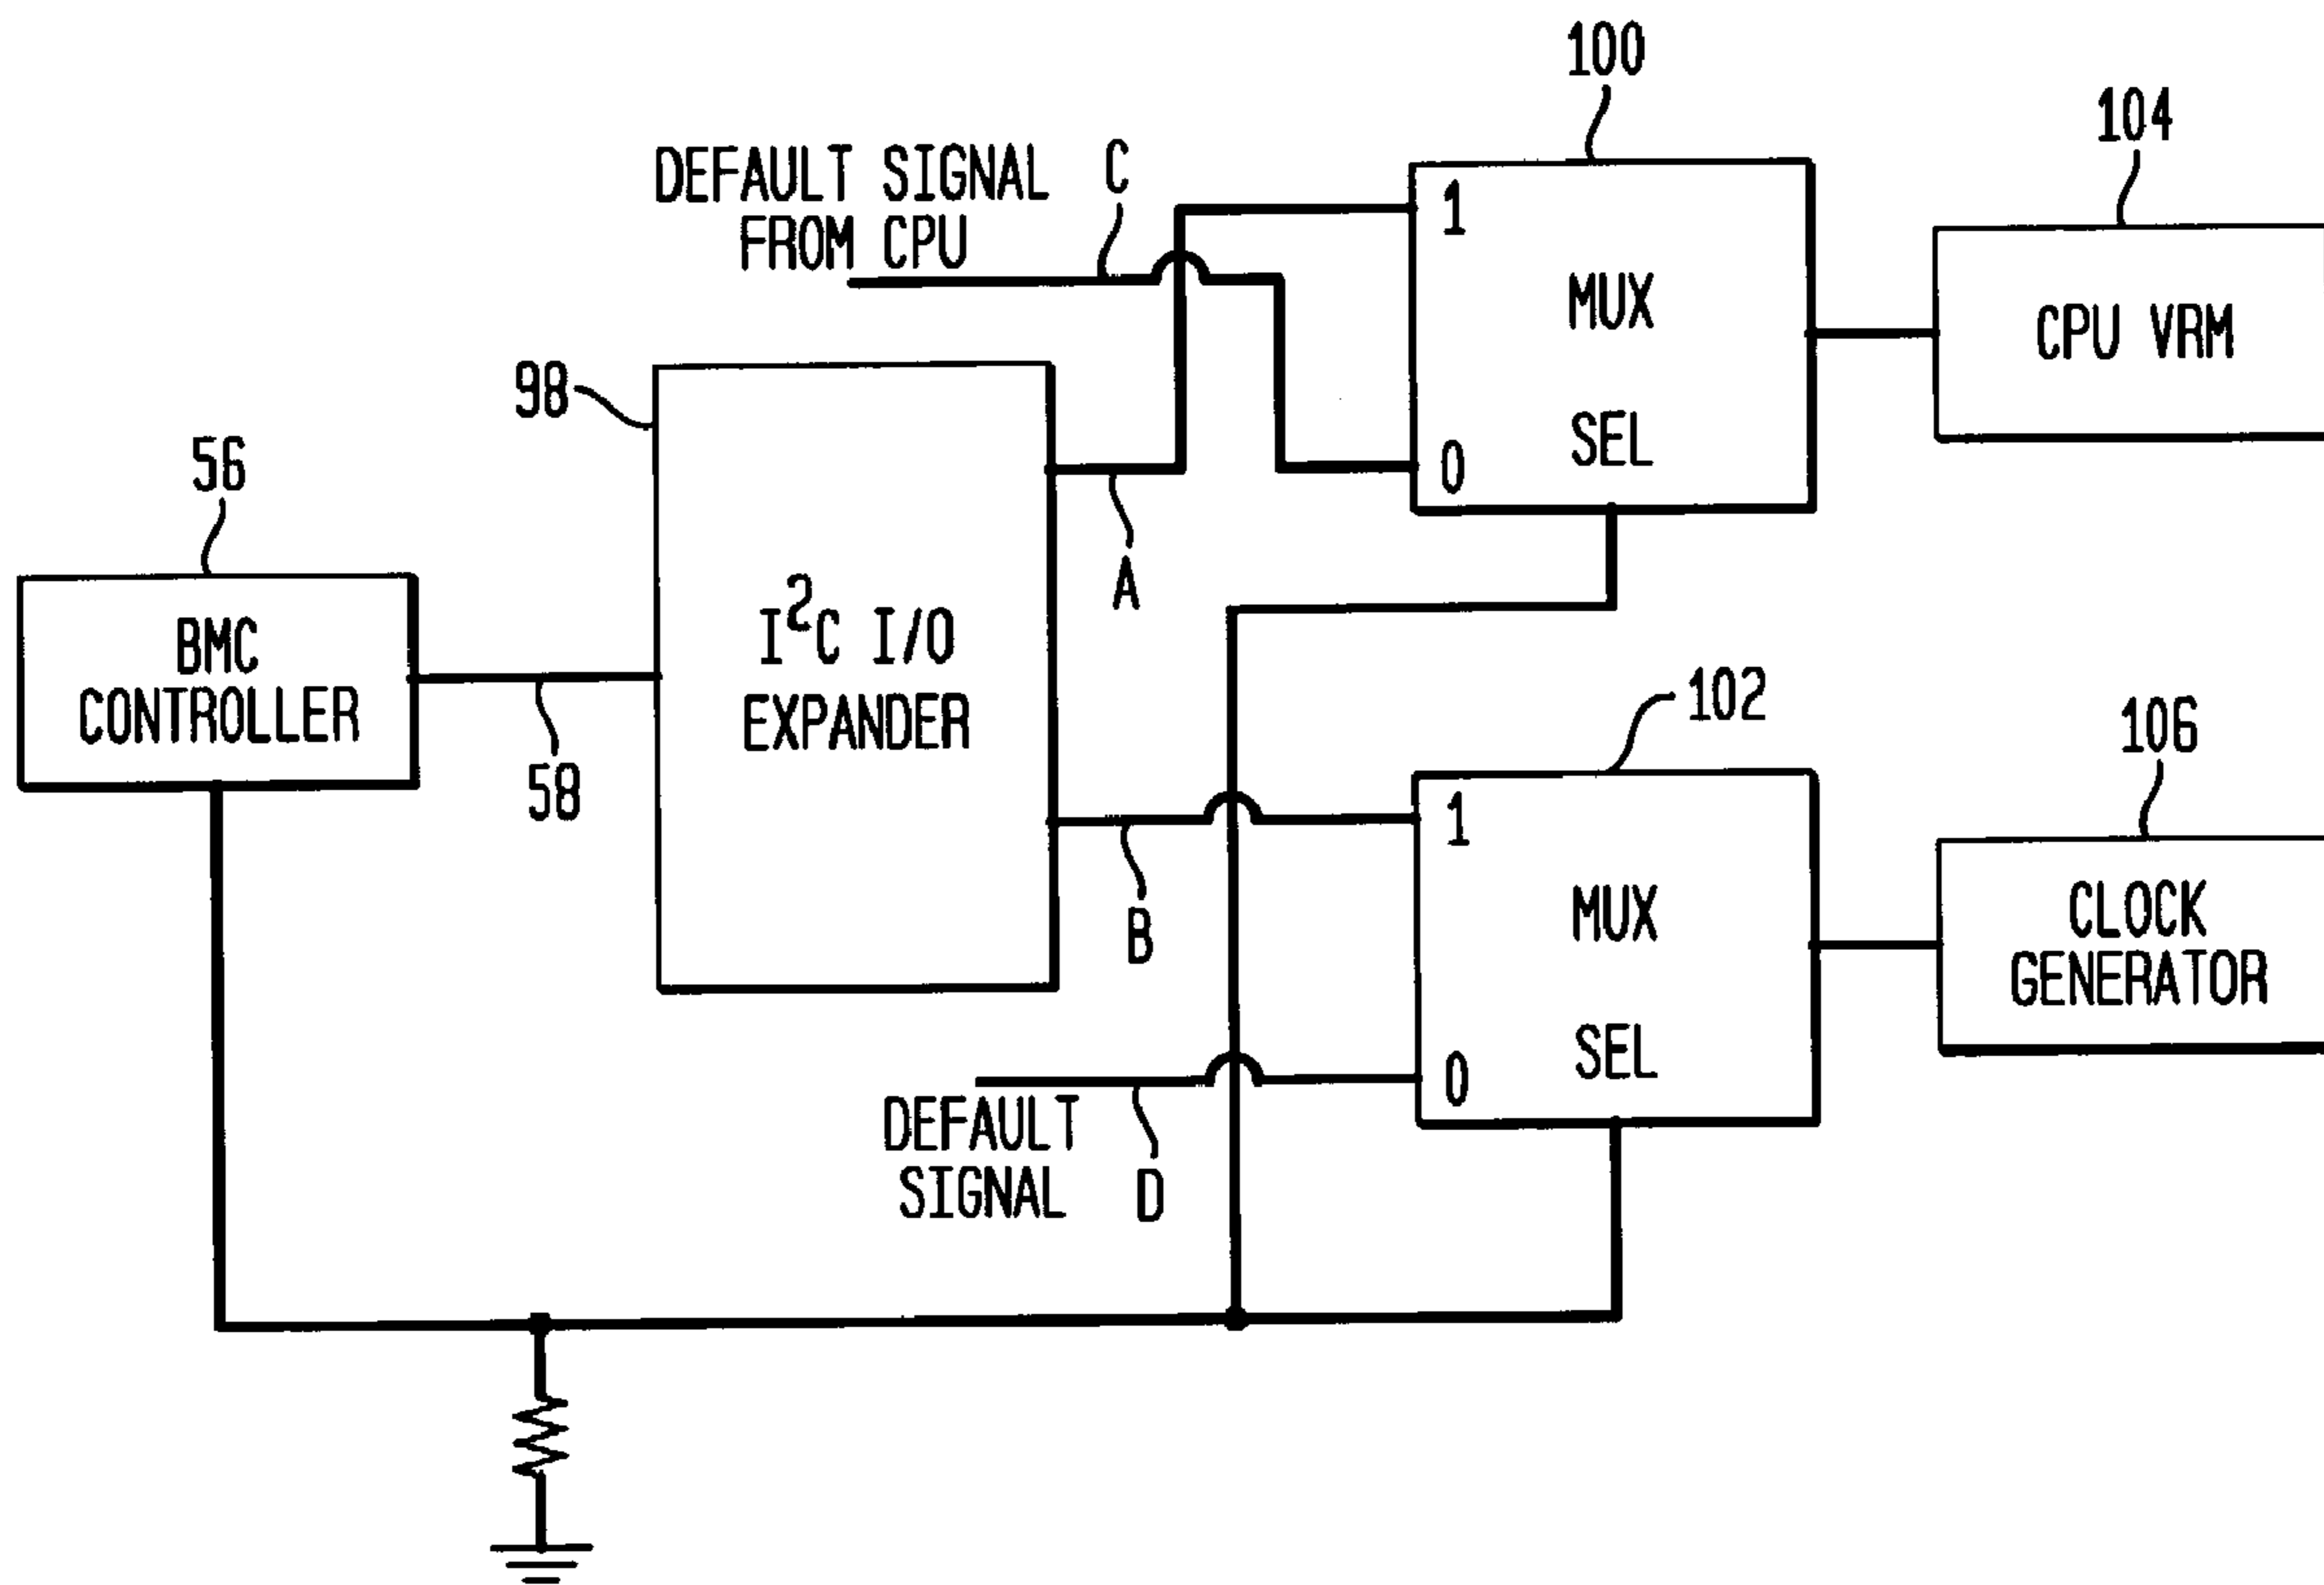 100
104
DEFAULT SIGNAL
FROM CPU
C
1
MUX
SEL
0
CPU VRM
98
A
56
BMC
CONTROLLER
58
I²C I/O
EXPANDER
102
106
B
1
MUX
SEL
0
CLOCK
GENERATOR
DEFAULT
SIGNAL
D